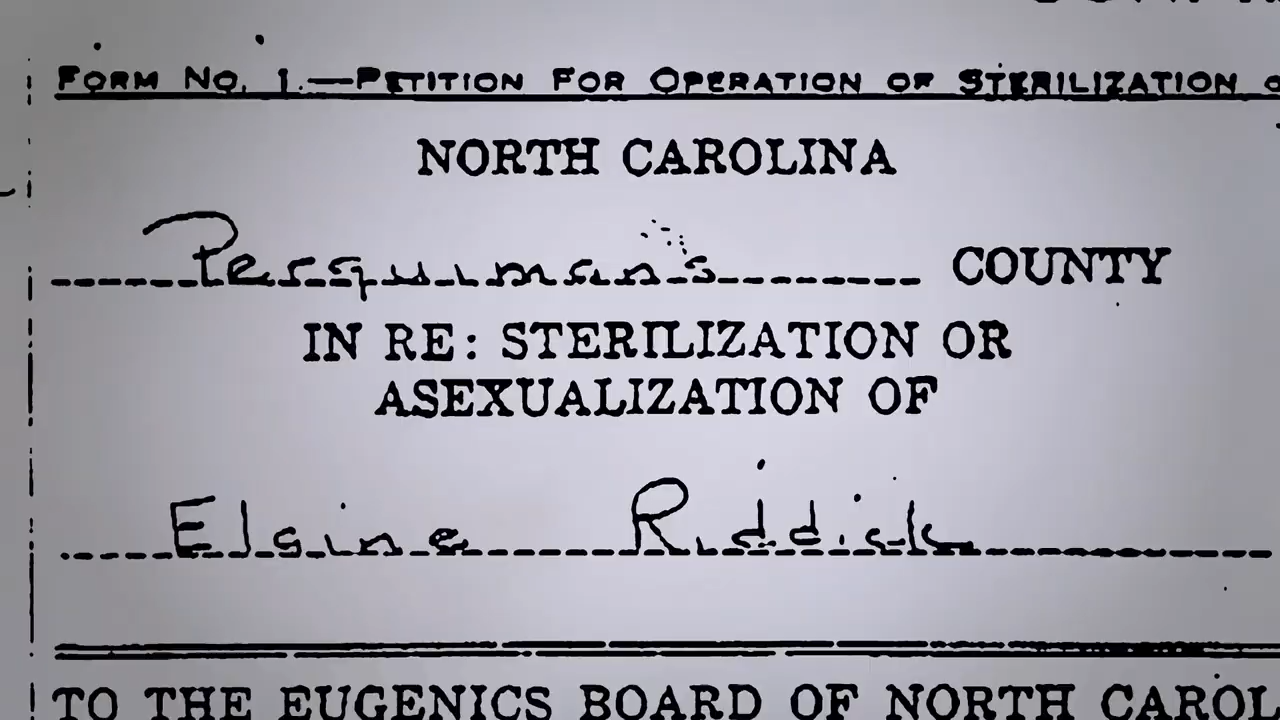 FORM NO. 1.—PETITION FOR OPERATION OF STERILIZATION
NORTH CAROLINA
Perquimans COUNTY
IN RE: STERILIZATION OR
ASEXUALIZATION OF
Elaine Riddick
TO THE EUGENICS BOARD OF NORTH CAROL